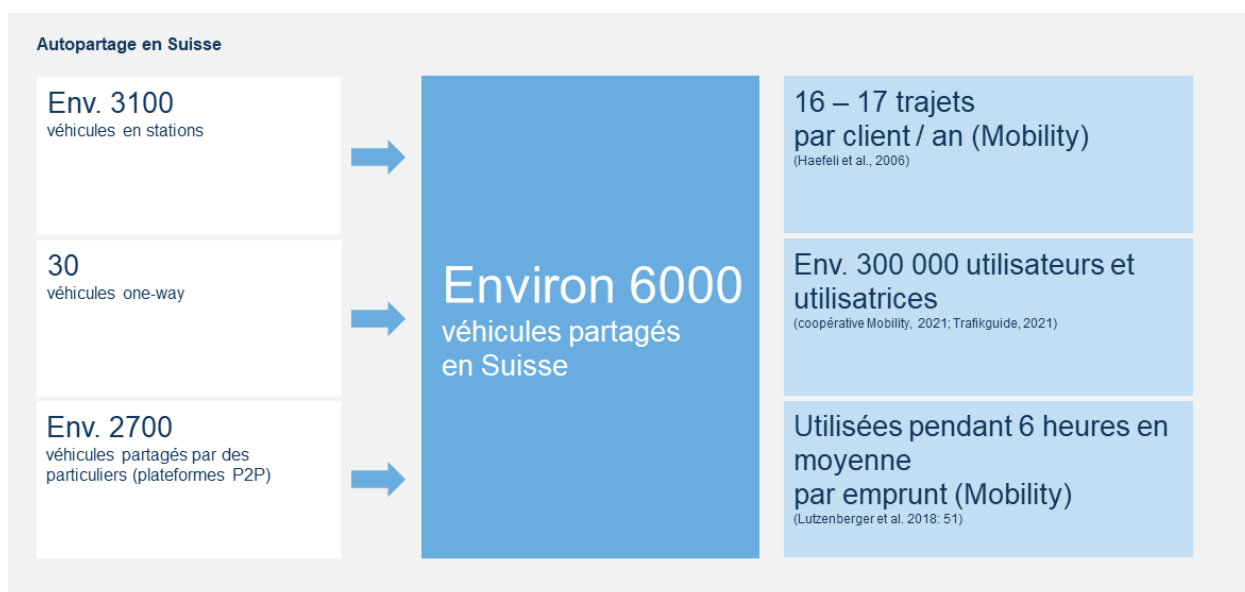 Autopartage en Suisse
Env. 3100
véhicules en stations
30
véhicules one-way
Env. 2700
véhicules partagés par des
particuliers (plateformes P2P)
Environ 6000
véhicules partagés
en Suisse
16 – 17 trajets
par client / an (Mobility)
(Haefeli et al., 2006)
Env. 300 000 utilisateurs et
utilisatrices
(coopérative Mobility, 2021; Trafikguide, 2021)
Utilisées pendant 6 heures en
moyenne
par emprunt (Mobility)
(Lutzenberger et al. 2018: 51)